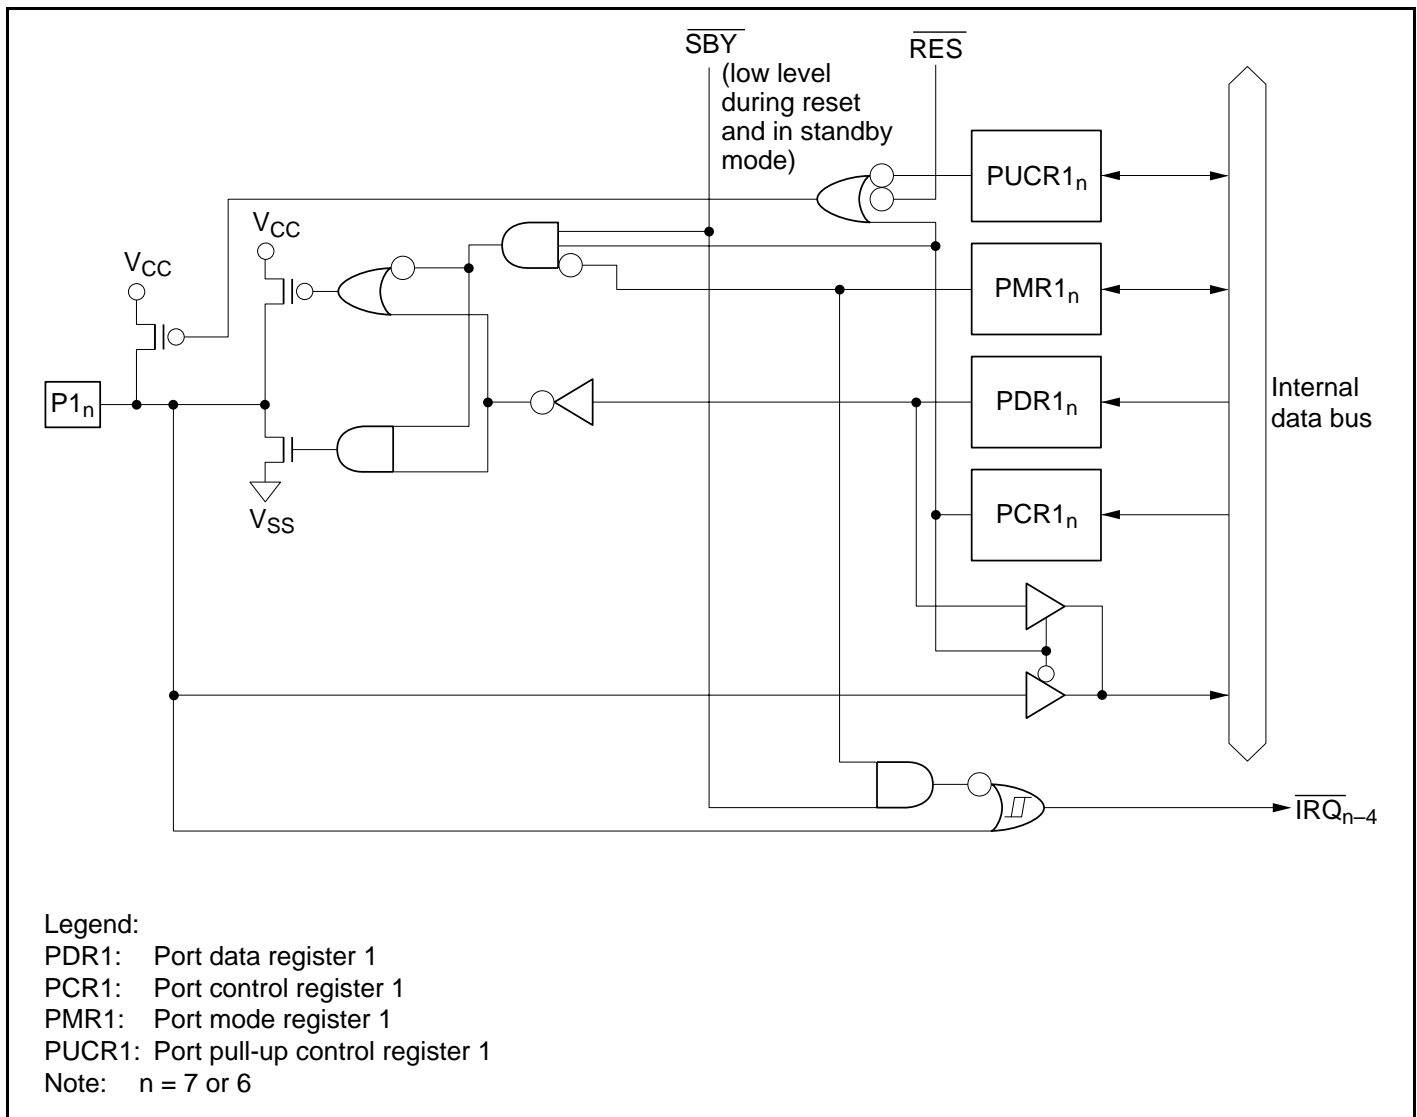 SBY
(low level
during reset
and in standby
mode)
RES
PUCR1n
VCC
VCC
PMR1n
P1n
PDR1n
Internal
data bus
VSS
PCR1n
IRQn–4
Legend:
PDR1: Port data register 1
PCR1: Port control register 1
PMR1: Port mode register 1
PUCR1: Port pull-up control register 1
Note: n = 7 or 6